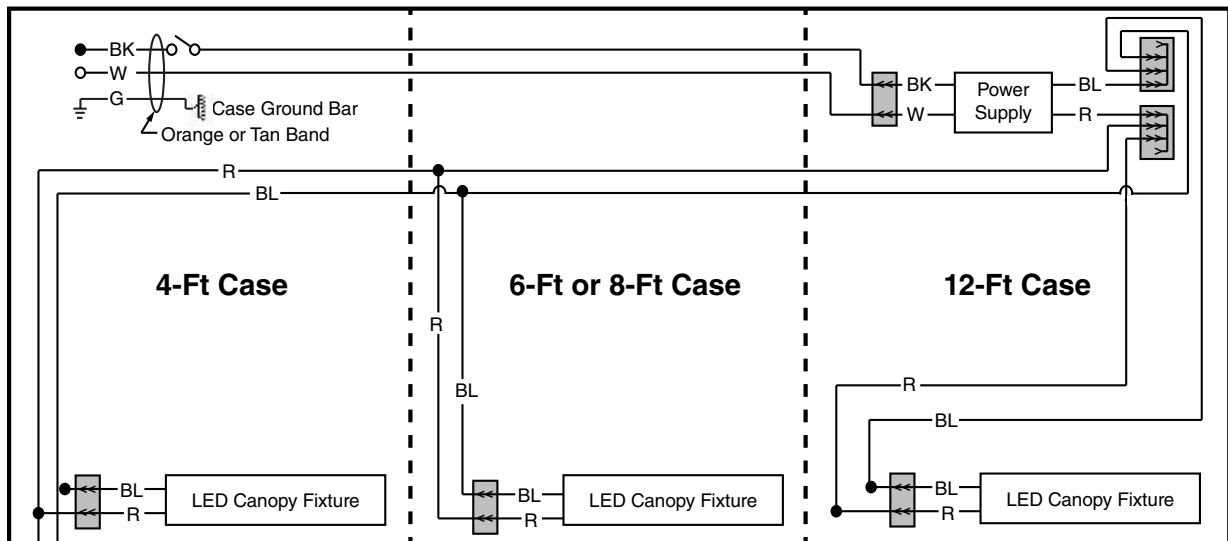 BK
W
G
Case Ground Bar
Orange or Tan Band
BK
W
Power
Supply
BL
R
R
BL
4-Ft Case
6-Ft or 8-Ft Case
12-Ft Case
R
BL
R
BL
BL
R
LED Canopy Fixture
BL
R
LED Canopy Fixture
BL
R
LED Canopy Fixture